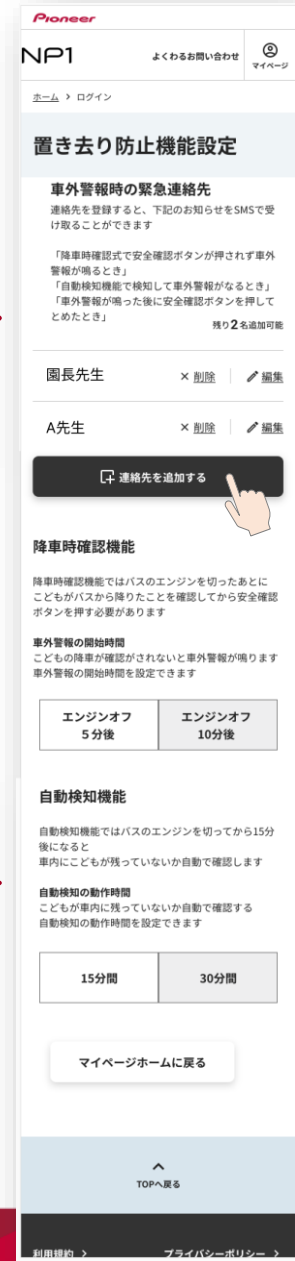 Pioneer
NP1
よくわるお問い合わせ
マイページ
ホーム > ログイン
置き去り防止機能設定
車外警報時の緊急連絡先
連絡先を登録すると、下記のお知らせをSMSで受
け取ることができます
「降車時確認式で安全確認ボタンが押されず車外
警報が鳴るとき」
「自動検知機能で検知して車外警報がなるとき」
「車外警報が鳴った後に安全確認ボタンを押して
とめたとき」
残り2名追加可能
園長先生 × 削除 編集
A先生 × 削除 編集
連絡先を追加する
降車時確認機能
降車時確認機能ではバスのエンジンを切ったあとに
こどもがバスから降りたことを確認してから安全確認
ボタンを押す必要があります
車外警報の開始時間
こどもの降車が確認がされないと車外警報が鳴ります
車外警報の開始時間を設定できます
エンジンオフ
5分後
エンジンオフ
10分後
自動検知機能
自動検知機能ではバスのエンジンを切ってから15分
後になると
車内にこどもが残っていないか自動で確認します
自動検知の動作時間
こどもが車内に残っていないか自動で確認する
自動検知の動作時間を設定できます
15分間
30分間
マイページホームに戻る
TOPへ戻る
利用規約 >
プライバシーポリシー >